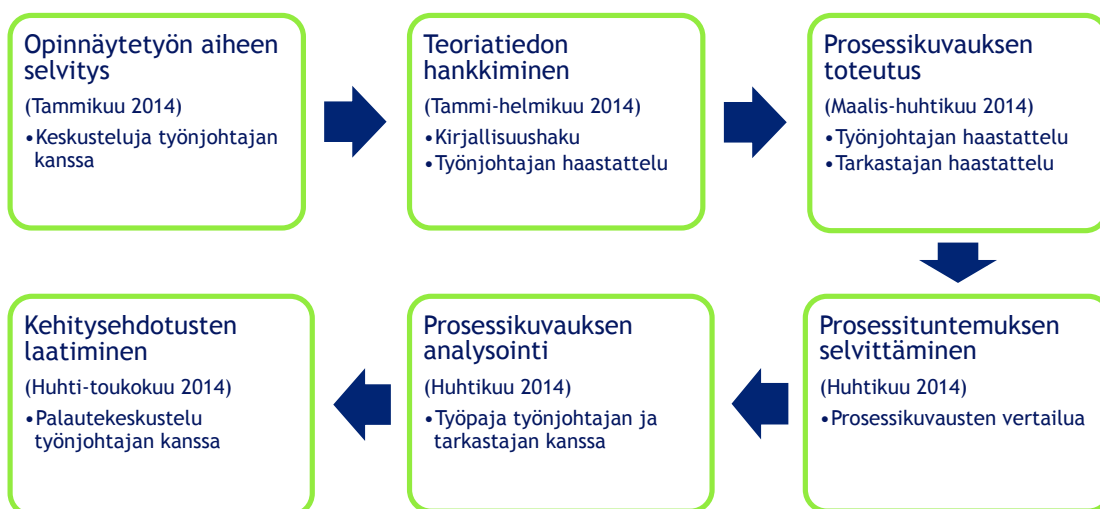 Opinnäytetyön aiheen
selvitys
(Tammikuu 2014)
•Keskusteluja työnjohtajan
kanssa
Teoriatiedon
hankkiminen
(Tammi-helmikuu 2014)
•Kirjallisuushaku
•Työnjohtajan haastattelu
Prosessikuvauksen
toteutus
(Maalis-huhtikuu 2014)
•Työnjohtajan haastattelu
•Tarkastajan haastattelu
Prosessituntemuksen
selvittäminen
(Huhtikuu 2014)
•Prosessikuvausten vertailua
Prosessikuvauksen
analysointi
(Huhtikuu 2014)
•Työpaja työnjohtajan ja
tarkastajan kanssa
Kehitysehdotusten
laatiminen
(Huhti-toukokuu 2014)
•Palautekeskustelu
työnjohtajan kanssa